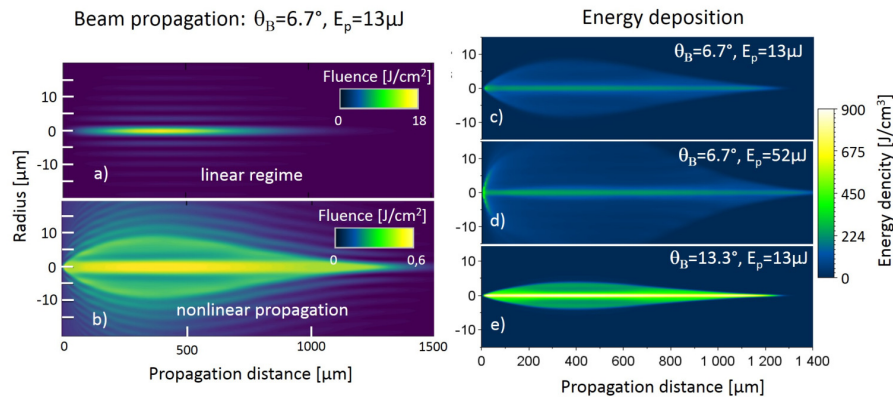 Beam propagation: θB=6.7°, Ep=13µJ
Fluence [J/cm2]
0 18
20
10
0
-10
a) linear regime
Fluence [J/cm2]
0 0,6
10
0
-10
b) nonlinear propagation
Radius [µm]
0 500 1000 1500
Propagation distance [µm]
Energy deposition
θB=6.7°, Ep=13µJ
10
0
-10
c)
θB=6.7°, Ep=52µJ
10
0
-10
d)
θB=13.3°, Ep=13µJ
10
0
-10
e)
0 200 400 600 800 1 000 1 200 1 400
Propagation distance [µm]
900
675
450
224
0
Energy dencity [J/cm3]